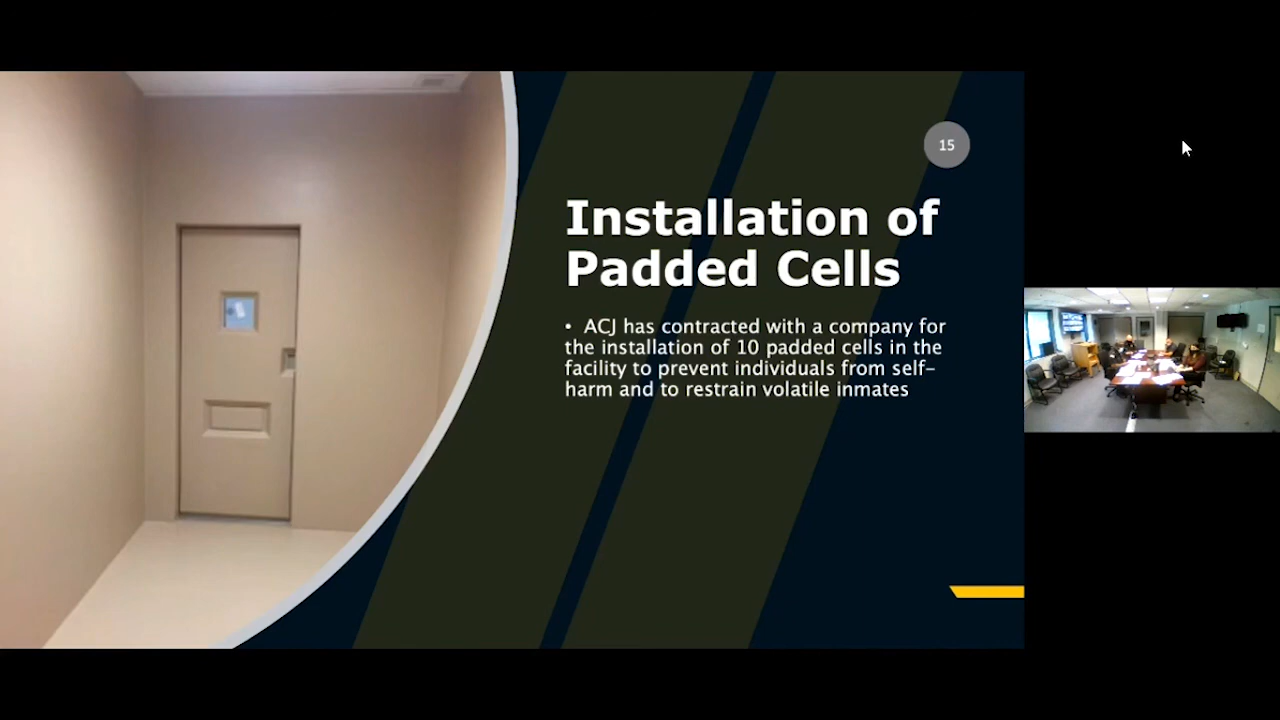 15
Installation of
Padded Cells
• ACJ has contracted with a company for
the installation of 10 padded cells in the
facility to prevent individuals from self-
harm and to restrain volatile inmates